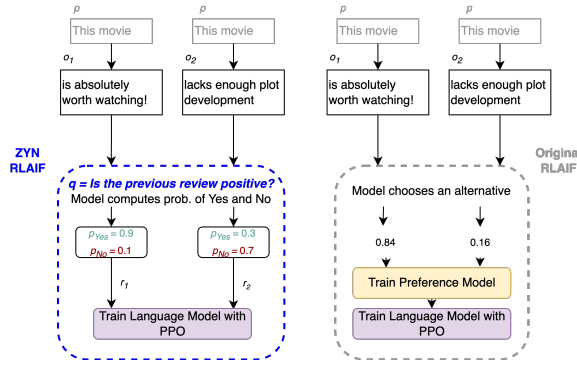 p
p
p
p
This movie
This movie
This movie
This movie
o1
o2
o1
o2
is absolutely
worth watching!
lacks enough plot
development
is absolutely
worth watching!
lacks enough plot
development
ZYN
RLAIF
Original
RLAIF
q = Is the previous review positive?
Model computes prob. of Yes and No
pYes = 0.9
pNo = 0.1
pYes = 0.3
pNo = 0.7
r1
r2
Train Language Model with
PPO
Model chooses an alternative
0.84
0.16
Train Preference Model
Train Language Model with
PPO